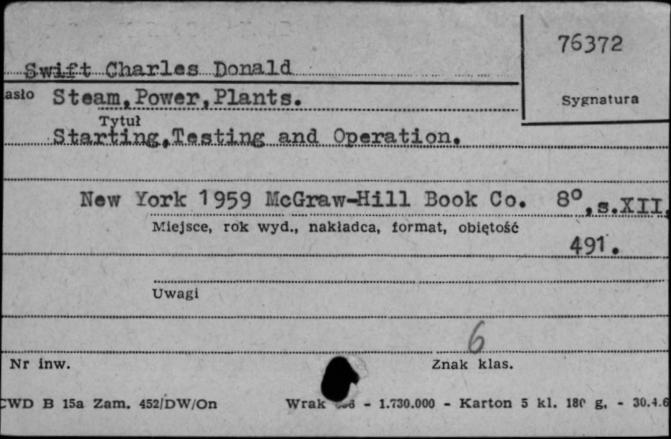 76372
Swift Charles Donald
asło Steam,Power,Plants.
Sygnatura
Tytuł
Starting,Testing and Operation.
New York 1959 McGraw-Hill Book Co. 8°,s.XII,
Miejsce, rok wyd., nakładca, format, objętość
491.
Uwagi
6
Nr inw.
Znak klas.
CWD B 15a Zam. 452/DW/On Wrak - 1.730.000 - Karton 5 kl. 180 g. - 30.4.6